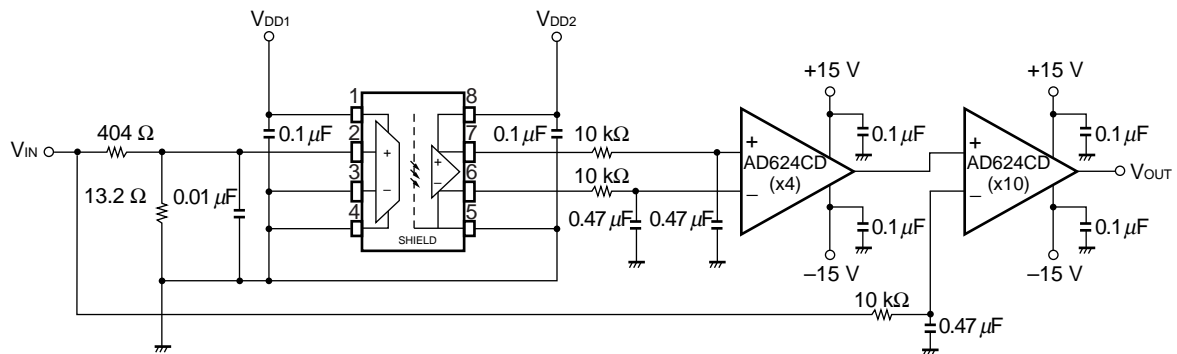 VDD1
VDD2
+15 V
+15 V
1
8
0.1 μF
0.1 μF
0.1 μF
0.1 μF
404 Ω
2
7
10 kΩ
VIN
+
+
+
+
AD624CD
(x4)
AD624CD
(x10)
VOUT
13.2 Ω
0.01 μF
3
6
10 kΩ
−
−
−
−
4
5
0.47 μF
0.47 μF
0.1 μF
0.1 μF
SHIELD
–15 V
–15 V
10 kΩ
0.47 μF